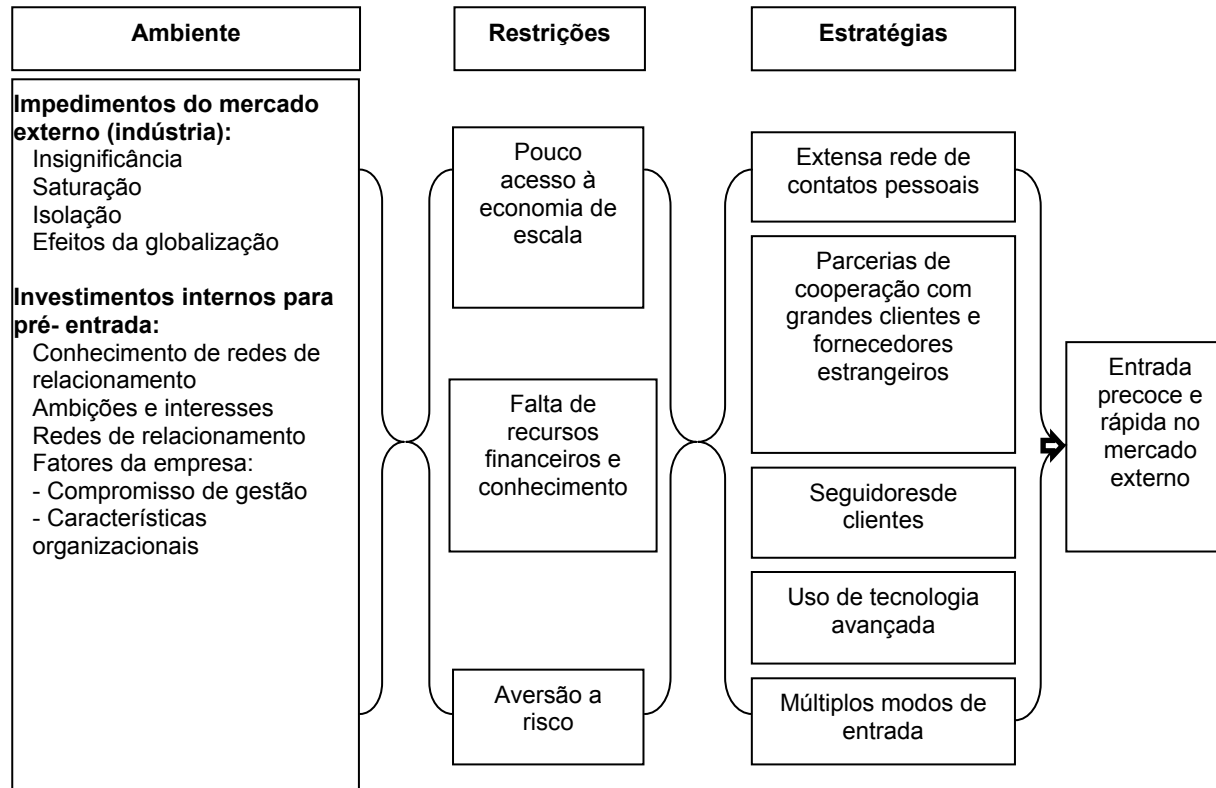 Ambiente
Restrições
Estratégias
Impedimentos do mercado
externo (indústria):
Insignificância
Saturação
Isolação
Efeitos da globalização
Investimentos internos para
pré- entrada:
Conhecimento de redes de
relacionamento
Ambições e interesses
Redes de relacionamento
Fatores da empresa:
- Compromisso de gestão
- Características
organizacionais
Pouco
acesso à
economia de
escala
Falta de
recursos
financeiros e
conhecimento
Aversão a
risco
Extensa rede de
contatos pessoais
Parcerias de
cooperação com
grandes clientes e
fornecedores
estrangeiros
Seguidoresde
clientes
Uso de tecnologia
avançada
Múltiplos modos de
entrada
Entrada
precoce e
rápida no
mercado
externo